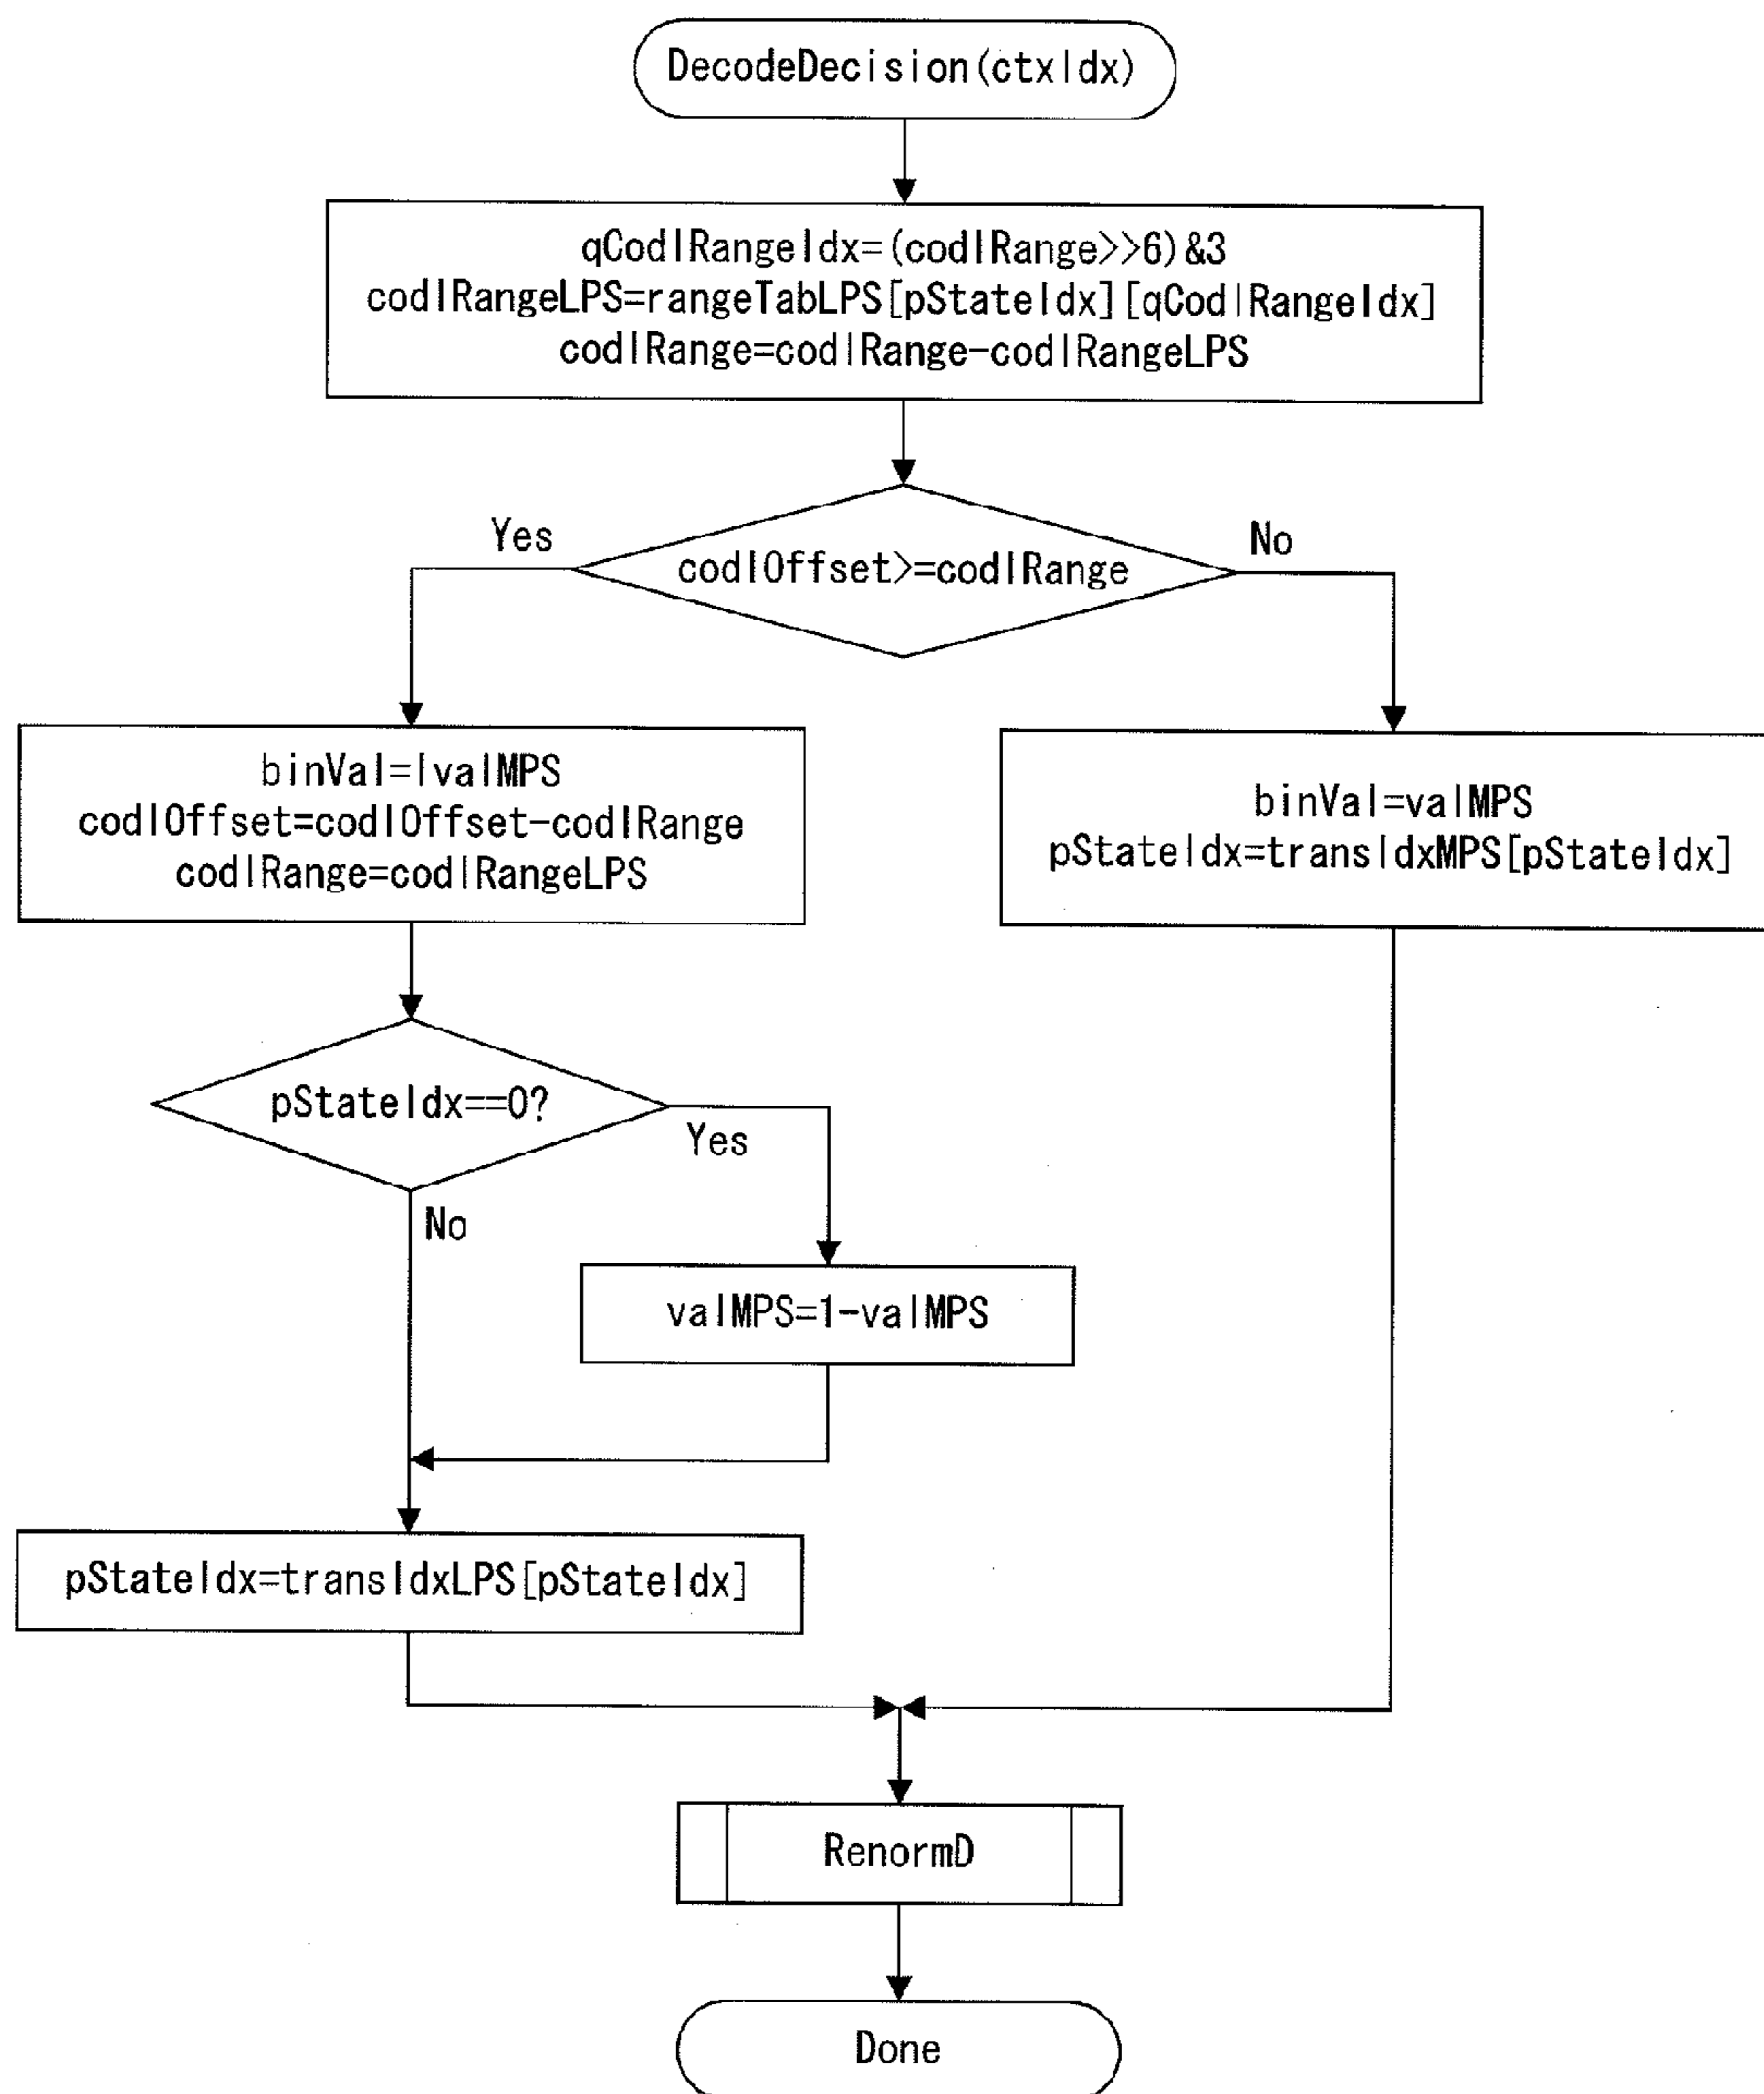 DecodeDecision(ctxIdx)
qCodIRangeIdx=(codIRange>>6)&3
codIRangeLPS=rangeTabLPS[pStateIdx][qCodIRangeIdx]
codIRange=codIRange-codIRangeLPS
Yes
No
codIOffset>=codIRange
binVal=!valMPS
codIOffset=codIOffset-codIRange
codIRange=codIRangeLPS
binVal=valMPS
pStateIdx=transIdxMPS[pStateIdx]
pStateIdx==0?
Yes
No
valMPS=1-valMPS
pStateIdx=transIdxLPS[pStateIdx]
RenormD
Done